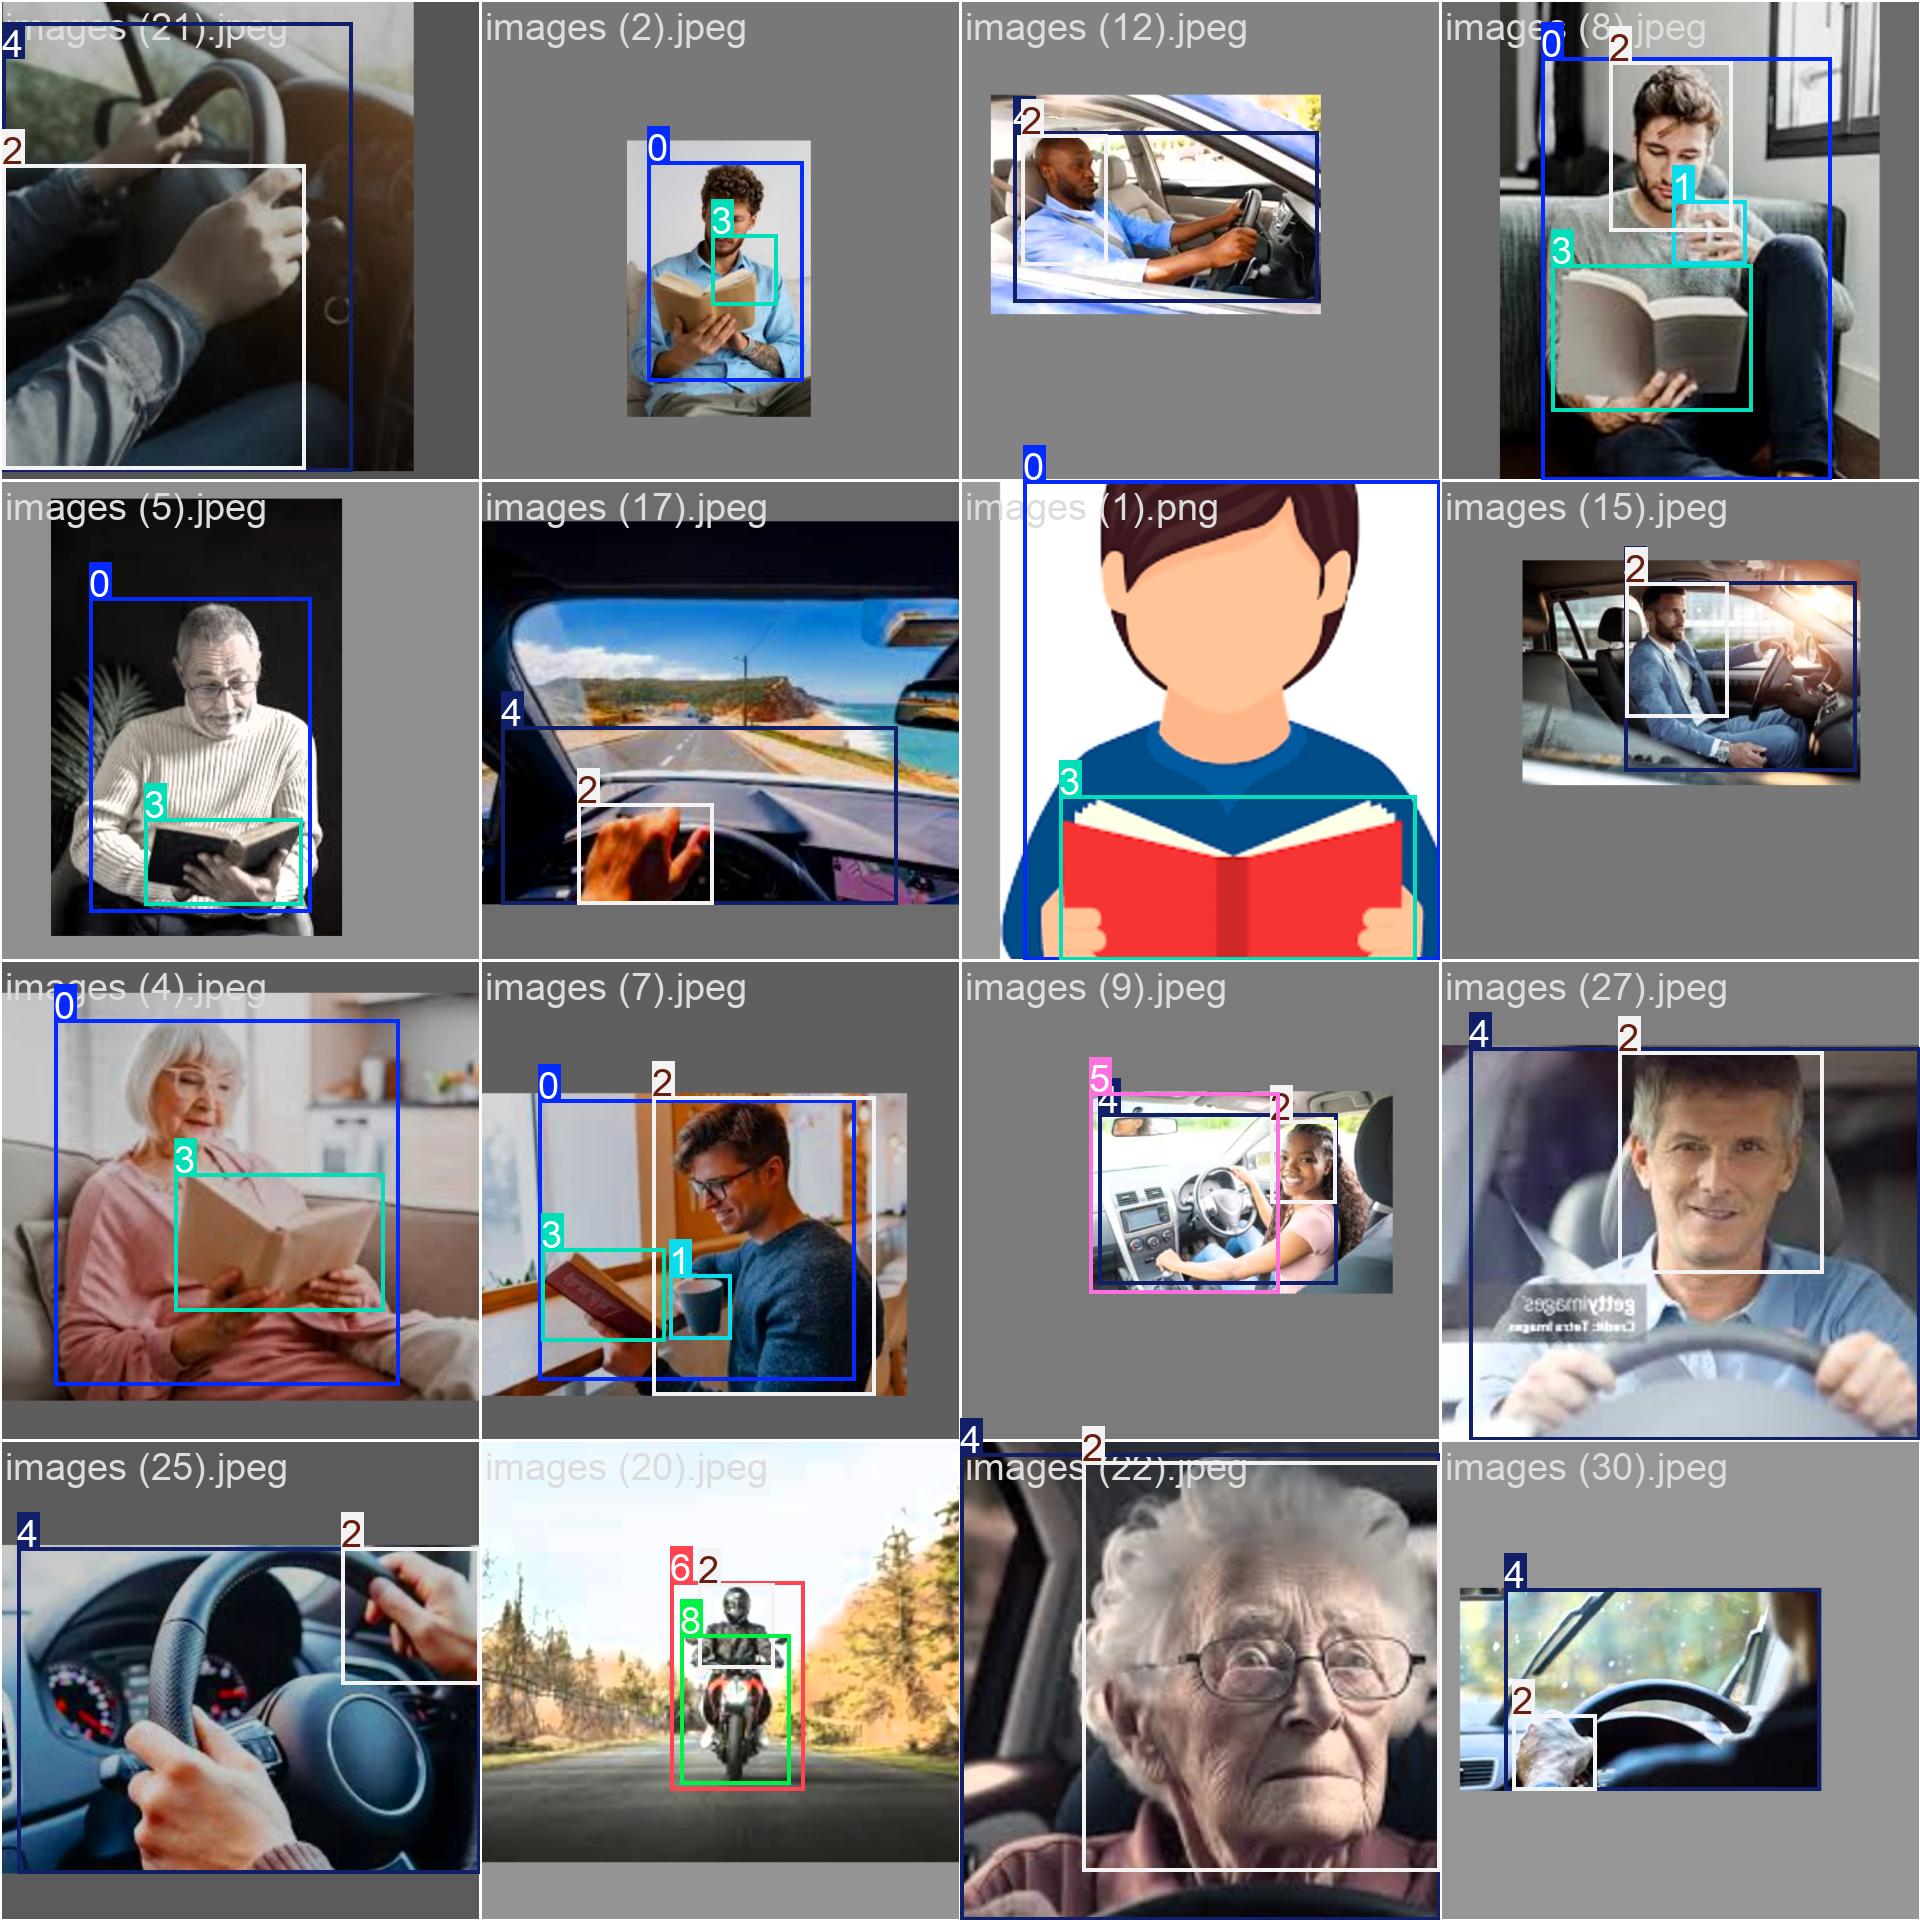 images (21).jpeg
4
2
images (2).jpeg
0
3
images (12).jpeg
4
2
images (8).jpeg
0
2
1
3
images (5).jpeg
0
3
images (17).jpeg
4
2
images (1).png
0
3
images (15).jpeg
2
images (4).jpeg
0
3
images (7).jpeg
0
2
3
1
images (9).jpeg
5
4
2
images (27).jpeg
4
2
gettyimages®
Credit: Tetra Images
images (25).jpeg
4
2
images (20).jpeg
6
2
8
images (22).jpeg
4
2
images (30).jpeg
4
2